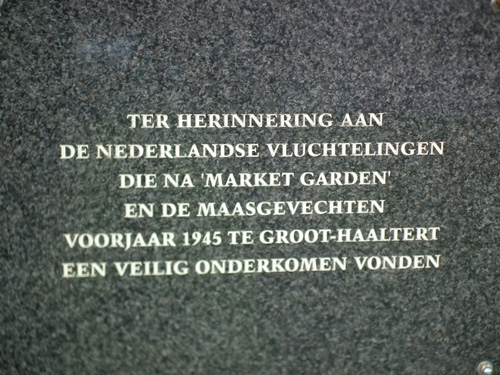 TER HERINNERING AAN
DE NEDERLANDSE VLUCHTELINGEN
DIE NA 'MARKET GARDEN'
EN DE MAASGEVECHTEN
VOORJAAR 1945 TE GROOT-HAALTERT
EEN VEILIG ONDERKOMEN VONDEN